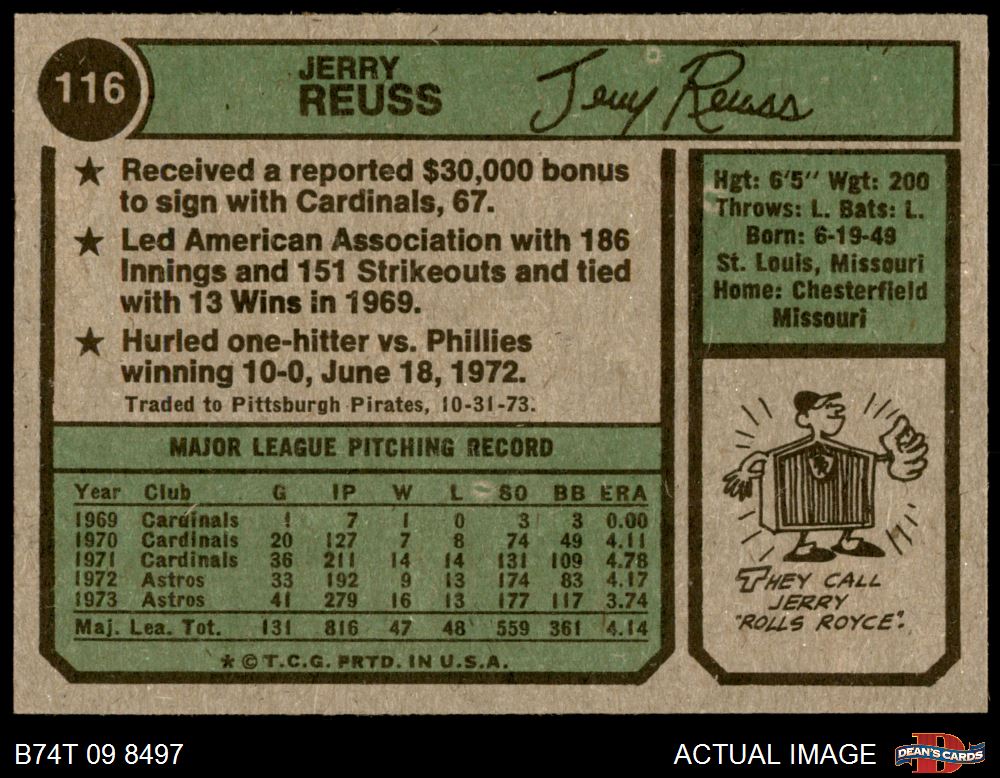 116
JERRY
REUSS
Jerry Reuss
★ Received a reported $30,000 bonus
to sign with Cardinals, 67.
★ Led American Association with 186
Innings and 151 Strikeouts and tied
with 13 Wins in 1969.
★ Hurled one-hitter vs. Phillies
winning 10-0, June 18, 1972.
Traded to Pittsburgh Pirates, 10-31-73.
MAJOR LEAGUE PITCHING RECORD
Year Club G IP W L SO BB ERA
1969 Cardinals 1 7 1 0 3 3 0.00
1970 Cardinals 20 127 7 8 74 49 4.11
1971 Cardinals 36 211 14 14 131 109 4.78
1972 Astros 33 192 9 13 174 83 4.17
1973 Astros 41 279 16 13 177 117 3.74
Maj. Lea. Tot. 131 816 47 48 559 361 4.14
★ © T.C.G. PRTD. IN U.S.A.
Hgt: 6'5" Wgt: 200
Throws: L. Bats: L.
Born: 6-19-49
St. Louis, Missouri
Home: Chesterfield
Missouri
THEY CALL
JERRY
"ROLLS ROYCE".
B74T 09 8497
ACTUAL IMAGE
DEAN'S CARDS